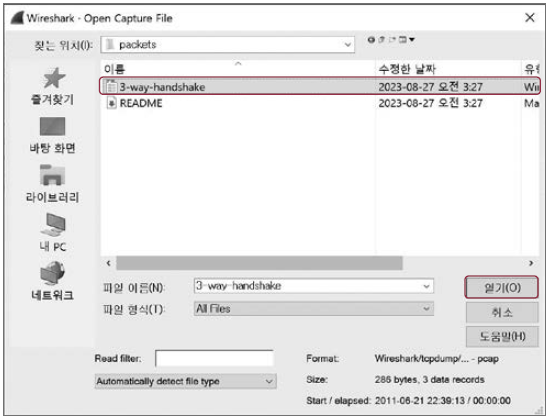 Wireshark · Open Capture File
찾는 위치(I):
packets
이름
수정한 날짜
유형
3-way-handshake
2023-08-27 오전 3:27
Wir
README
2023-08-27 오전 3:27
Ma
즐겨찾기
바탕 화면
라이브러리
내 PC
네트워크
파일 이름(N):
3-way-handshake
열기(O)
파일 형식(T):
All Files
취소
도움말(H)
Read filter:
Format:
Wireshark/tcpdump/... - pcap
Automatically detect file type
Size:
286 bytes, 3 data records
Start / elapsed:
2011-06-21 22:39:13 / 00:00:00